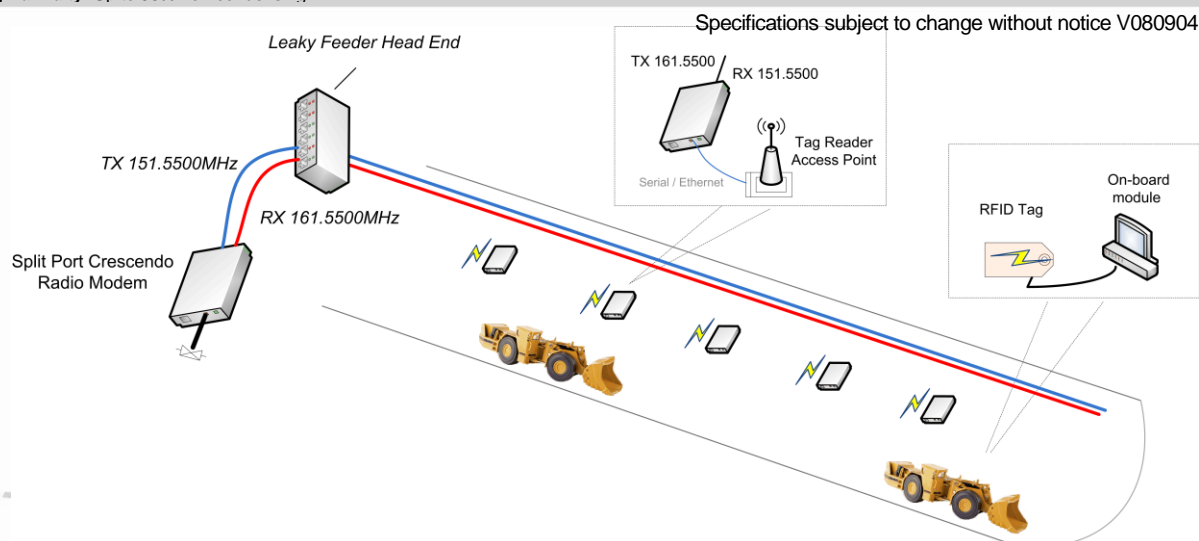 Specifications subject to change without notice V080904
Leaky Feeder Head End
TX 161.5500
RX 151.5500
TX 151.5500MHz
Tag Reader
Access Point
Serial / Ethernet
On-board
module
RFID Tag
RX 161.5500MHz
Split Port Crescendo
Radio Modem